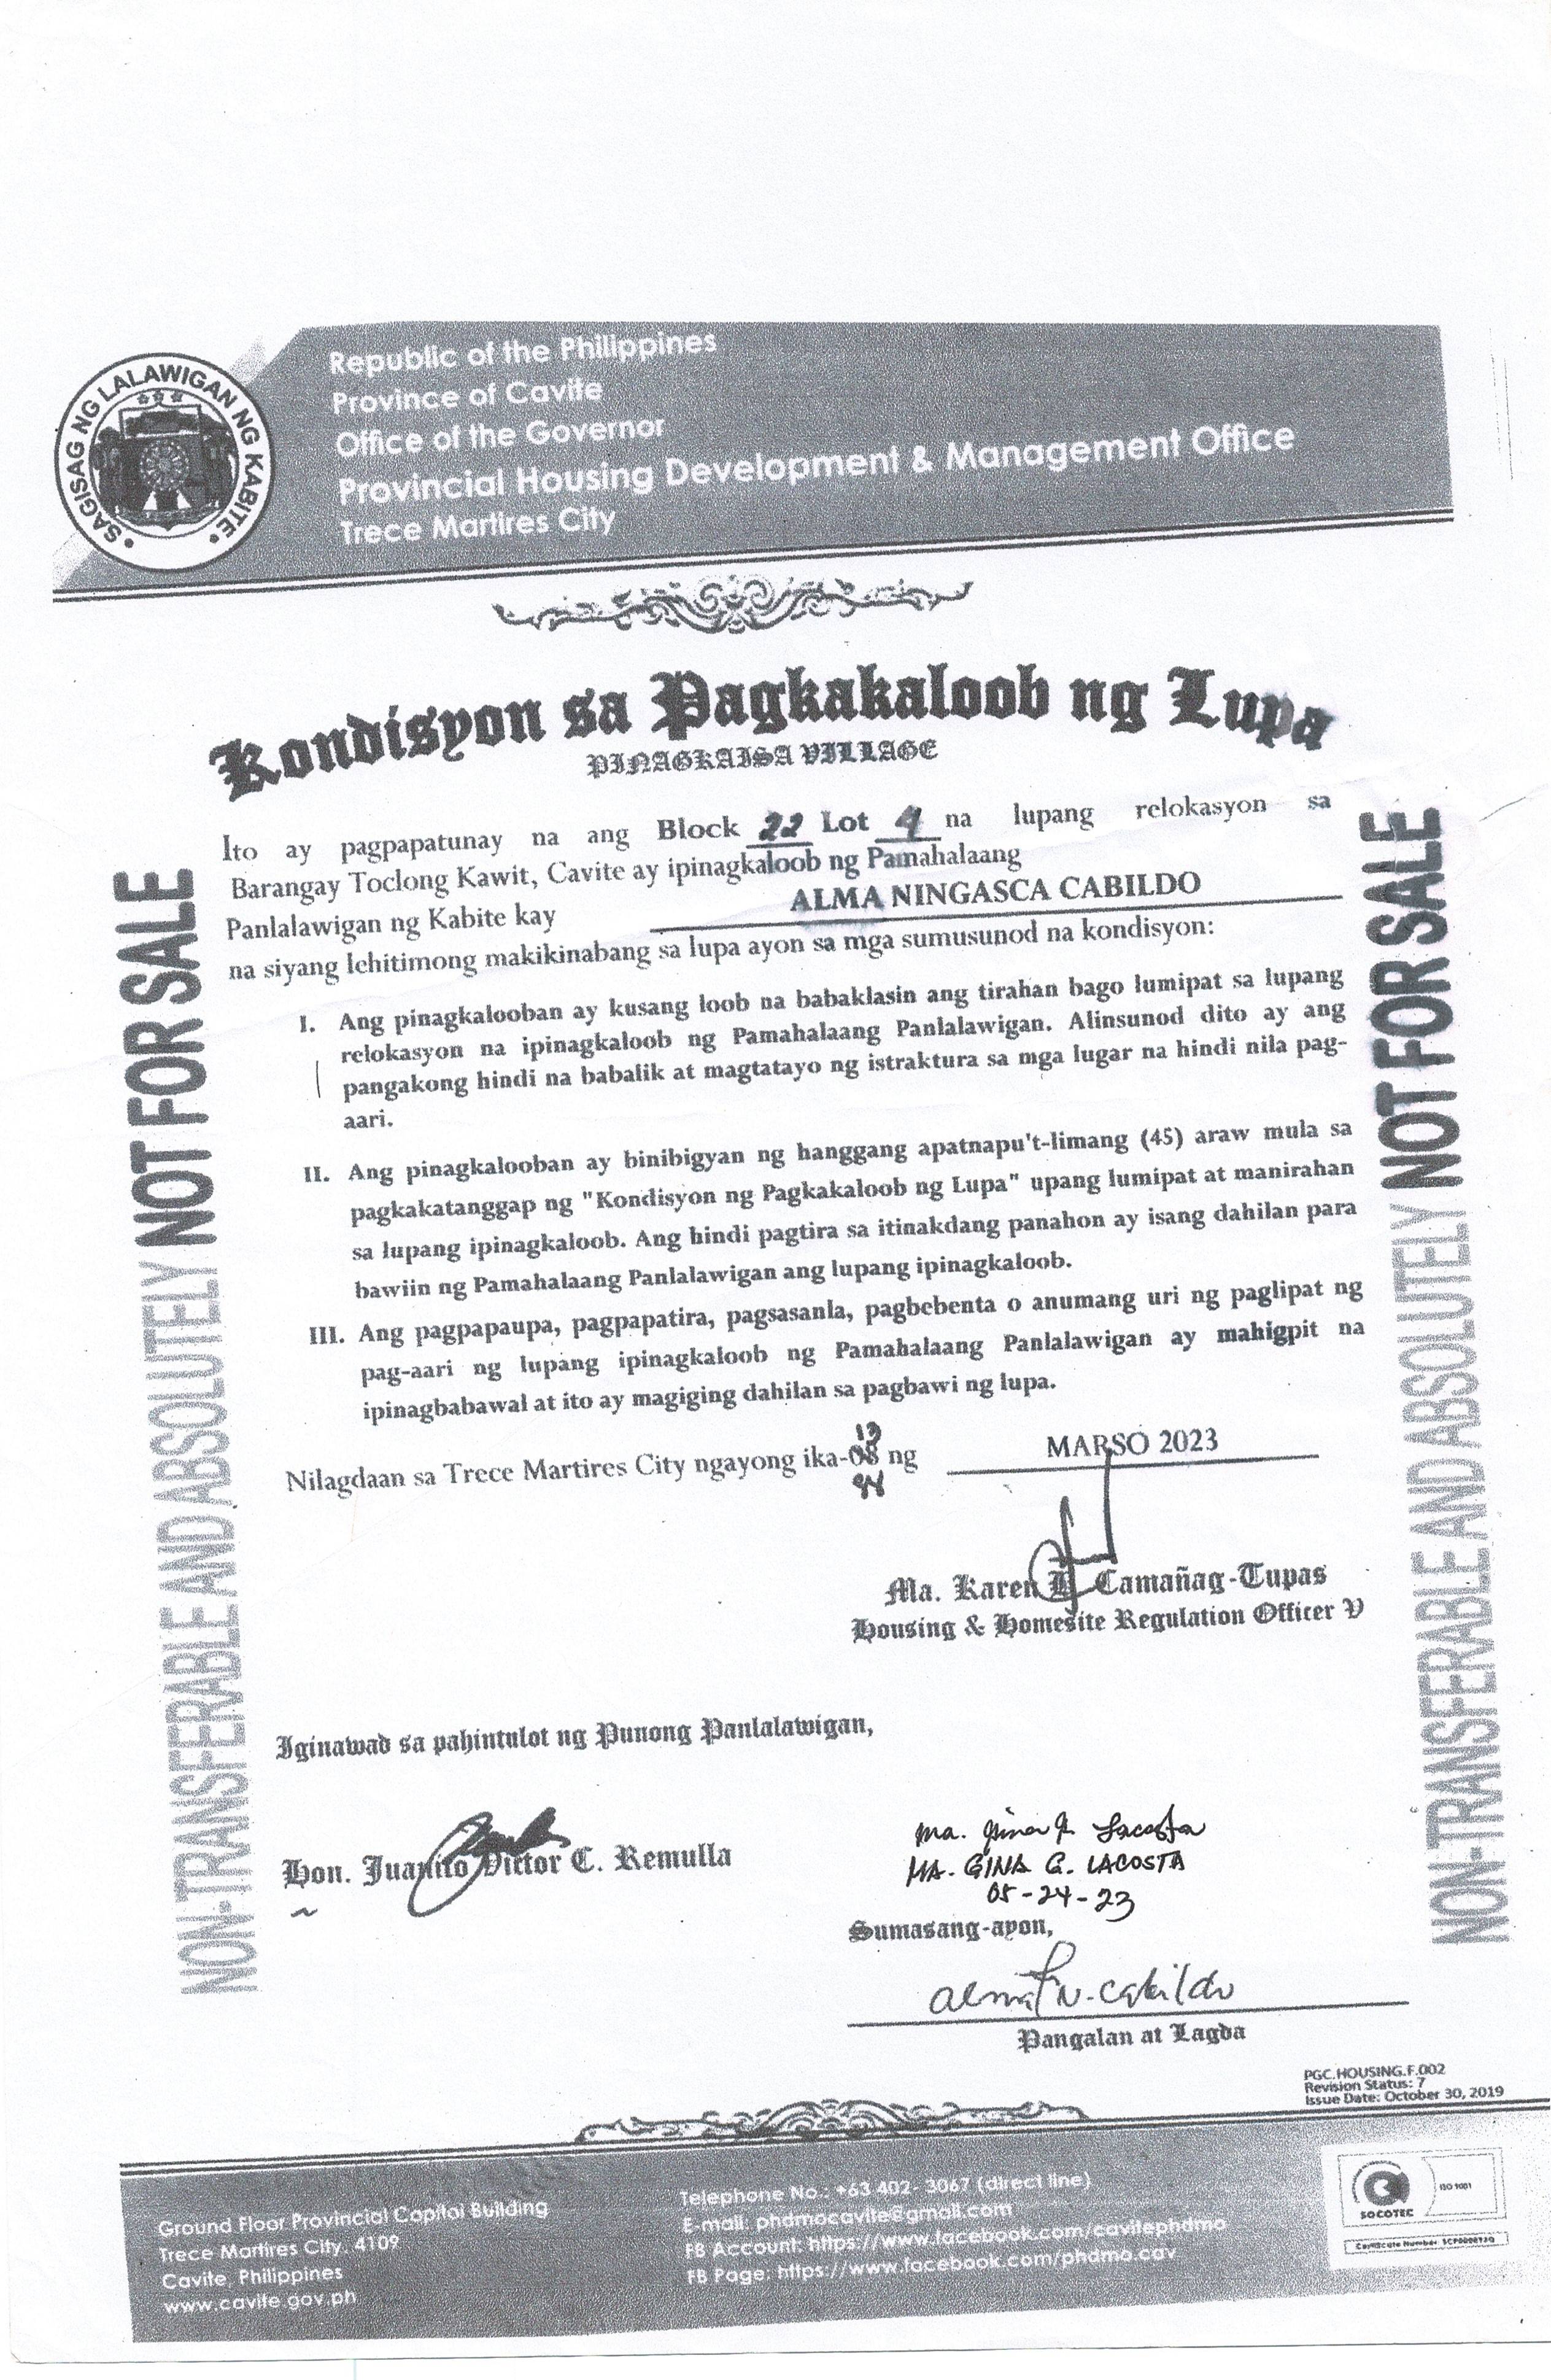 Republic of the Philippines
Province of Cavite
Office of the Governor
Provincial Housing Development & Management Office
Trece Martires City
SAGISAG NG LALAWIGAN NG KABITE
Kondisyon sa Pagkakaloob ng Lupa
PINAGKAISA VILLAGE
Ito ay pagpapatunay na ang Block 22 Lot 4 na lupang relokasyon sa
Barangay Toclong Kawit, Cavite ay ipinagkaloob ng Pamahalaang
Panlalawigan ng Kabite kay ALMA NINGASCA CABILDO
na siyang lehitimong makikinabang sa lupa ayon sa mga sumusunod na kondisyon:
I. Ang pinagkalooban ay kusang loob na babaklasin ang tirahan bago lumipat sa lupang
relokasyon na ipinagkaloob ng Pamahalaang Panlalawigan. Alinsunod dito ay ang
pangakong hindi na babalik at magtatayo ng istraktura sa mga lugar na hindi nila pag-
aari.
II. Ang pinagkalooban ay binibigyan ng hanggang apatnapu't-limang (45) araw mula sa
pagkakatanggap ng "Kondisyon ng Pagkakaloob ng Lupa" upang lumipat at manirahan
sa lupang ipinagkaloob. Ang hindi pagtira sa itinakdang panahon ay isang dahilan para
bawiin ng Pamahalaang Panlalawigan ang lupang ipinagkaloob.
III. Ang pagpapaupa, pagpapatira, pagsasanla, pagbebenta o anumang uri ng paglipat ng
pag-aari ng lupang ipinagkaloob ng Pamahalaang Panlalawigan ay mahigpit na
ipinagbabawal at ito ay magiging dahilan sa pagbawi ng lupa.
13
Nilagdaan sa Trece Martires City ngayong ika-08 ng MARSO 2023
Ma. Karen Camañag-Tupas
Housing & Homesite Regulation Officer V
Iginawad sa pahintulot ng Punong Panlalawigan,
Hon. Juanito Victor C. Remulla
Ma. Gina G. Lacosta
MA. GINA G. LACOSTA
05-24-23
Sumasang-ayon,
Alma N. Cabildo
Pangalan at Lagda
NON-TRANSFERABLE AND ABSOLUTELY NOT FOR SALE
NON-TRANSFERABLE AND ABSOLUTELY NOT FOR SALE
PGC.HOUSING.F.002
Revision Status: 7
Issue Date: October 30, 2019
Ground Floor Provincial Capitol Building
Trece Martires City, 4109
Cavite, Philippines
www.cavite.gov.ph
Telephone No.: +63 402- 3067 (direct line)
E-mail: phdmocavite@gmail.com
FB Account: https://www.facebook.com/cavitephdmo
FB Page: https://www.facebook.com/phdmo.cav
SOCOTEC
ISO 9001
Certificate Number